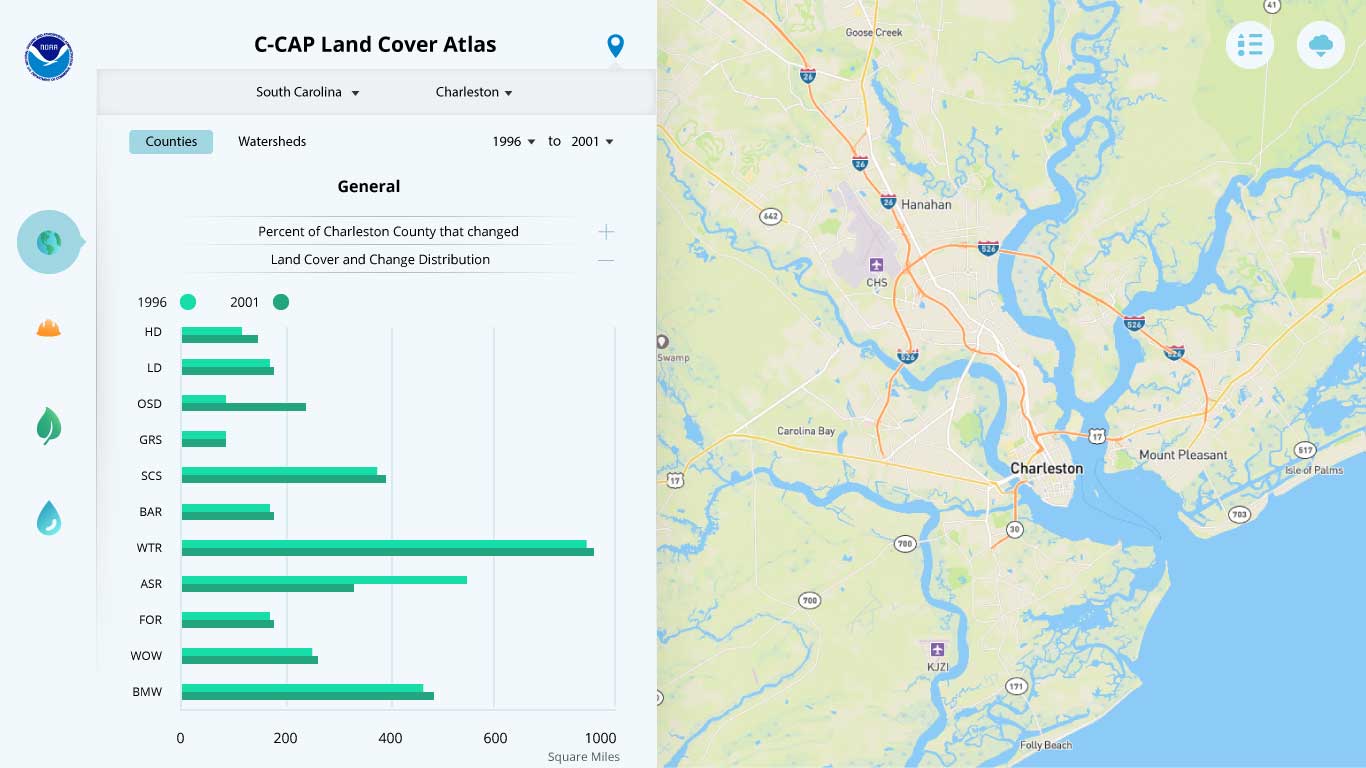 NOAA
C-CAP Land Cover Atlas
South Carolina
Charleston
Counties
Watersheds
1996 to 2001
General
Percent of Charleston County that changed
Land Cover and Change Distribution
1996
2001
HD
LD
OSD
GRS
SCS
BAR
WTR
ASR
FOR
WOW
BMW
0 200 400 600 1000
Square Miles
41
Goose Creek
26
26
26
Hanahan
642
526
CHS
526
Swamp
526
526
Carolina Bay
17
Mount Pleasant
517
Isle of Palms
Charleston
17
703
30
700
700
KJZI
171
Folly Beach